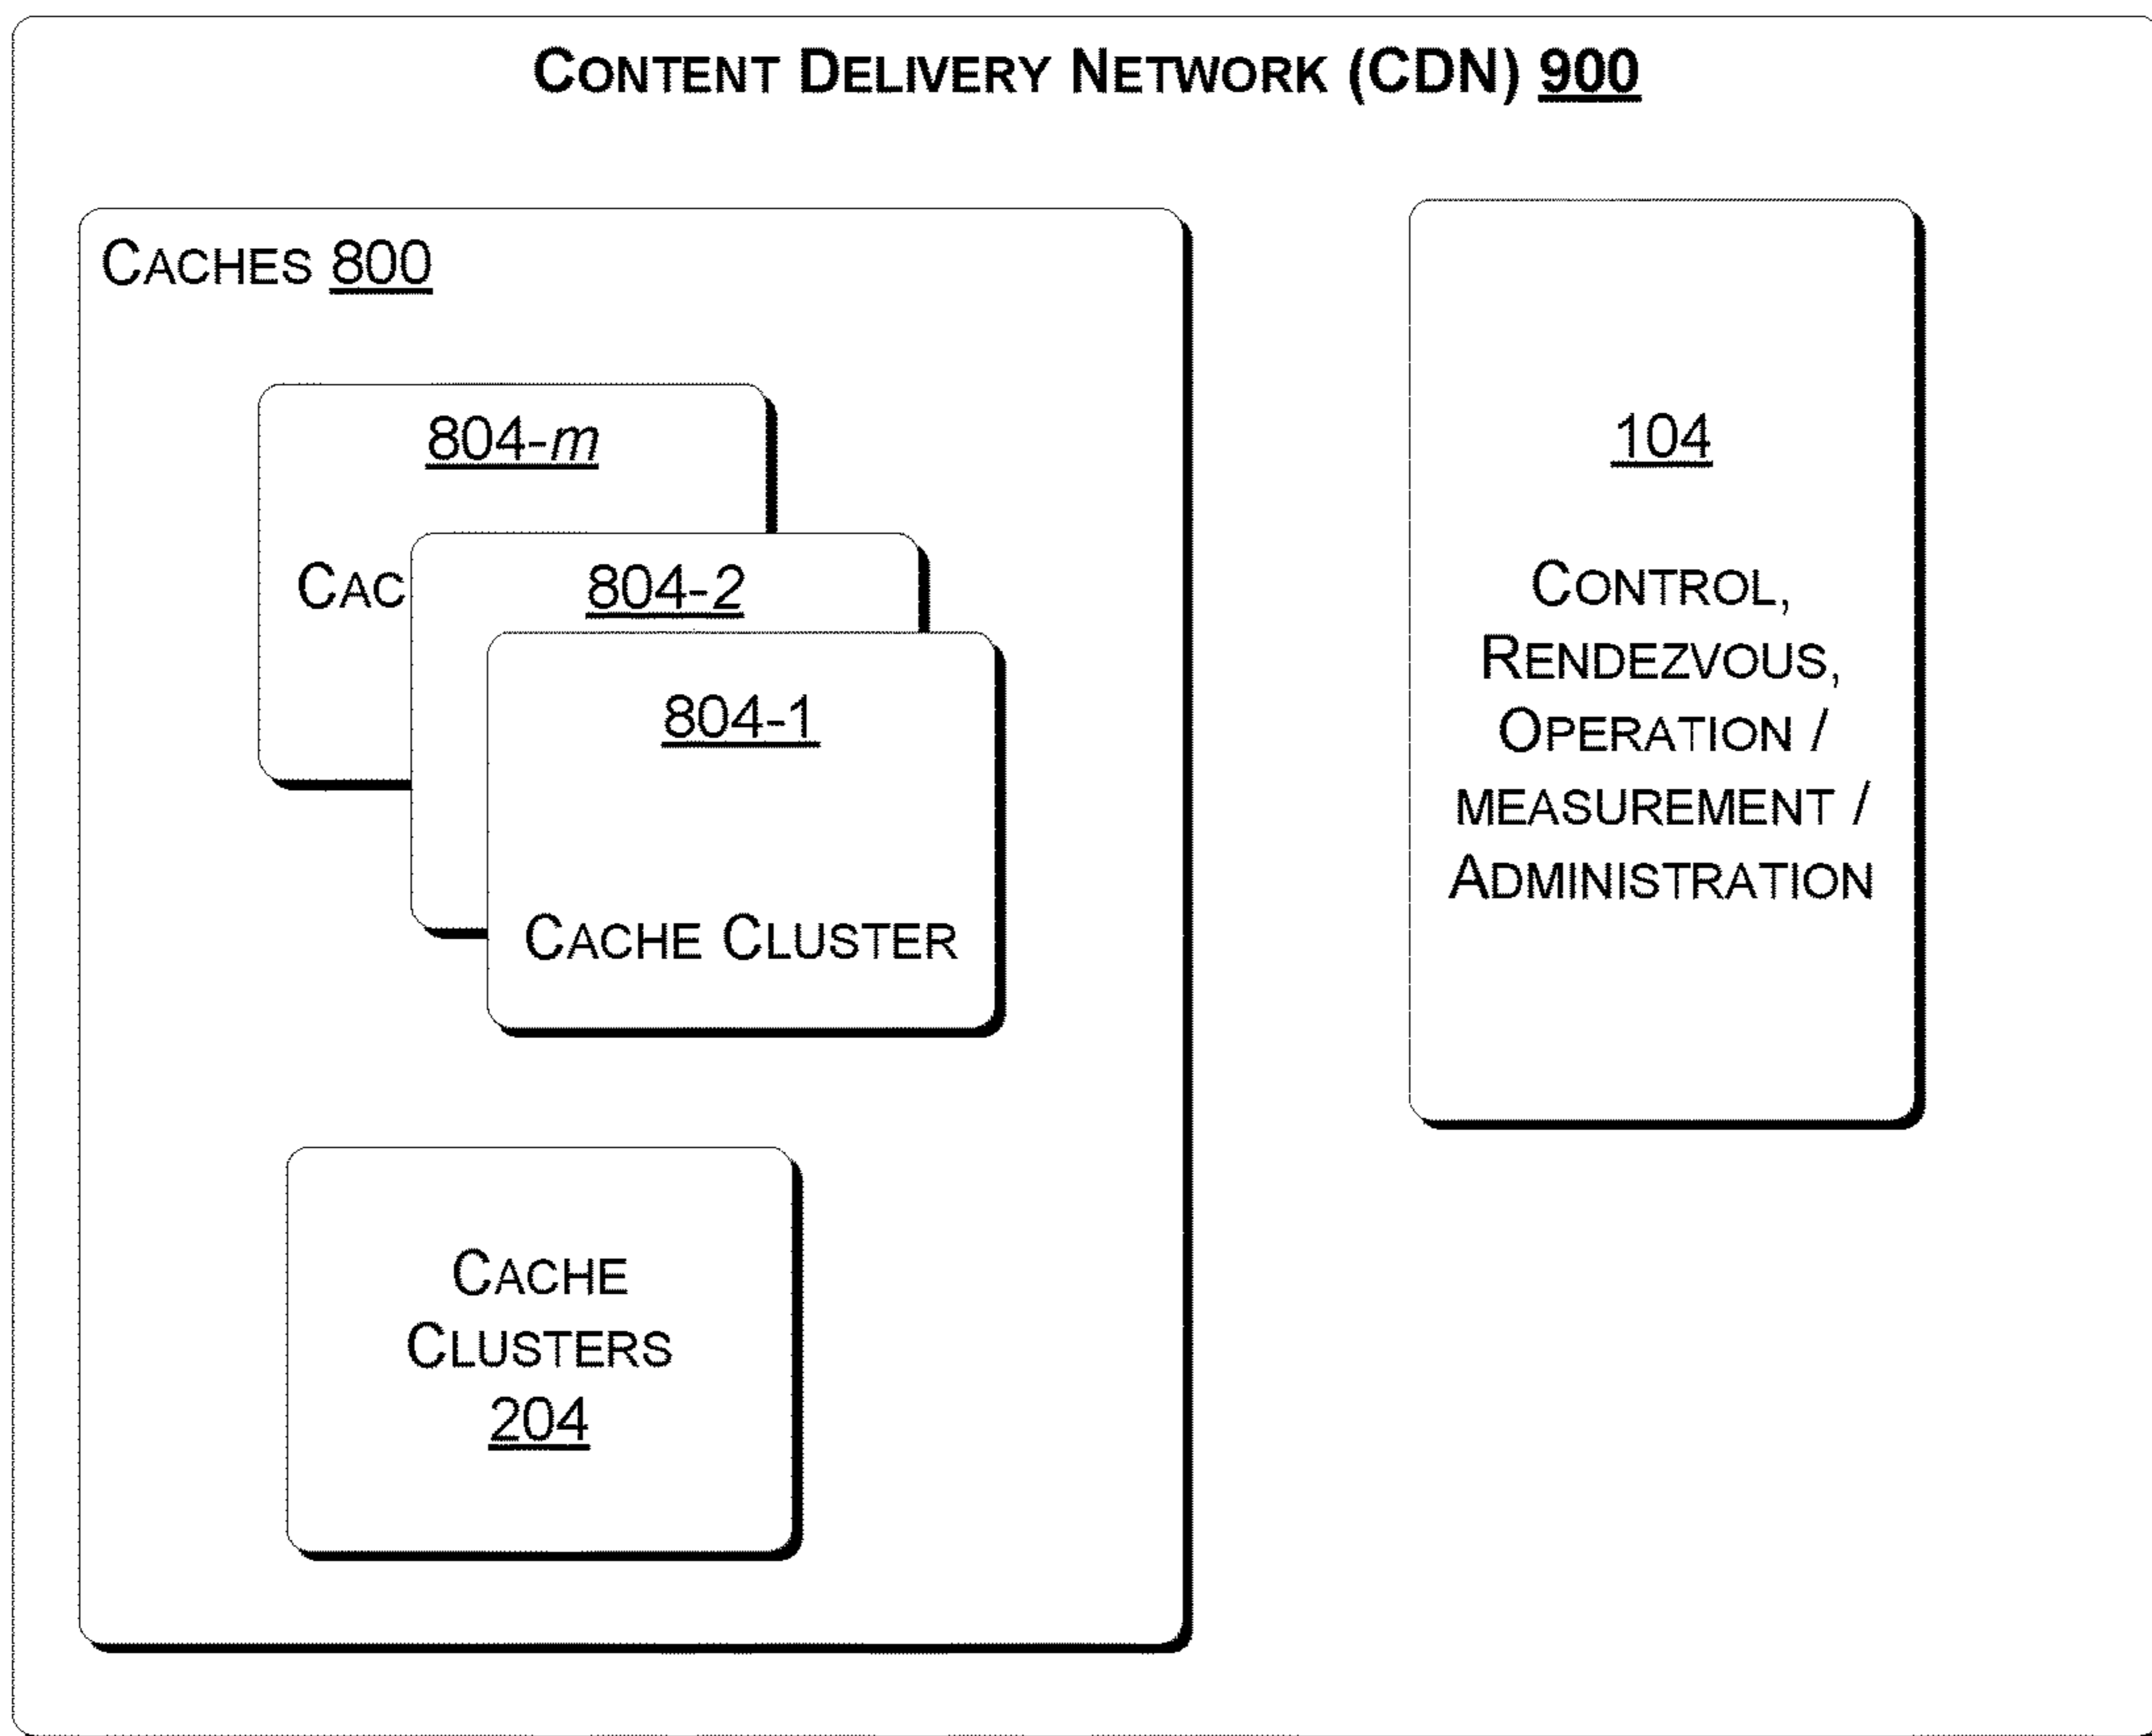 CONTENT DELIVERY NETWORK (CDN) 900
CACHES 800
804-m
CAC
804-2
804-1
CACHE CLUSTER
CACHE
CLUSTERS
204
104
CONTROL,
RENDEZVOUS,
OPERATION /
MEASUREMENT /
ADMINISTRATION